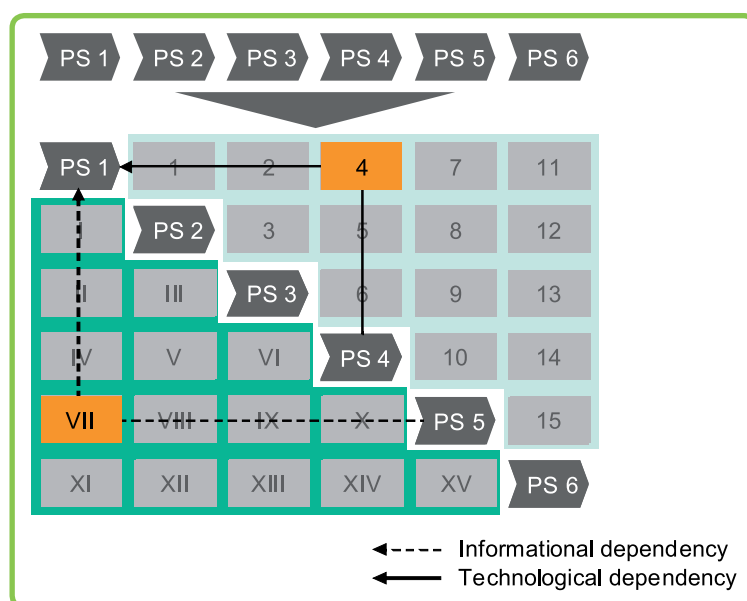 PS 1 PS 2 PS 3 PS 4 PS 5 PS 6
PS 1 1 2 4 7 11
I PS 2 3 5 8 12
II III PS 3 6 9 13
IV V VI PS 4 10 14
VII VIII IX X PS 5 15
XI XII XIII XIV XV PS 6
Informational dependency
Technological dependency